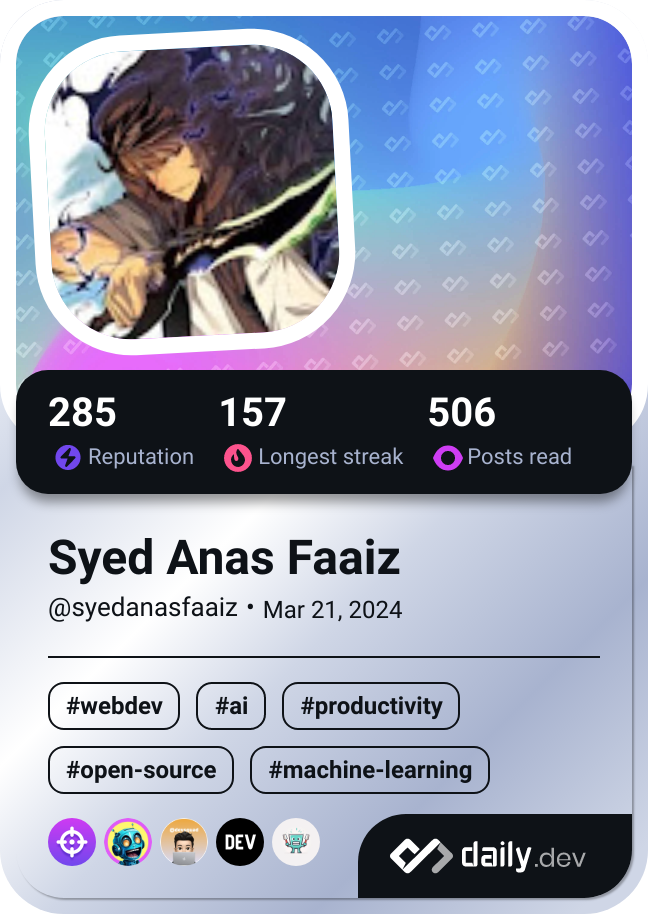 285 157 506
Reputation Longest streak Posts read
Syed Anas Faaiz
@syedanasfaaiz • Mar 21, 2024
#webdev #ai #productivity
#open-source #machine-learning
DEV
daily.dev